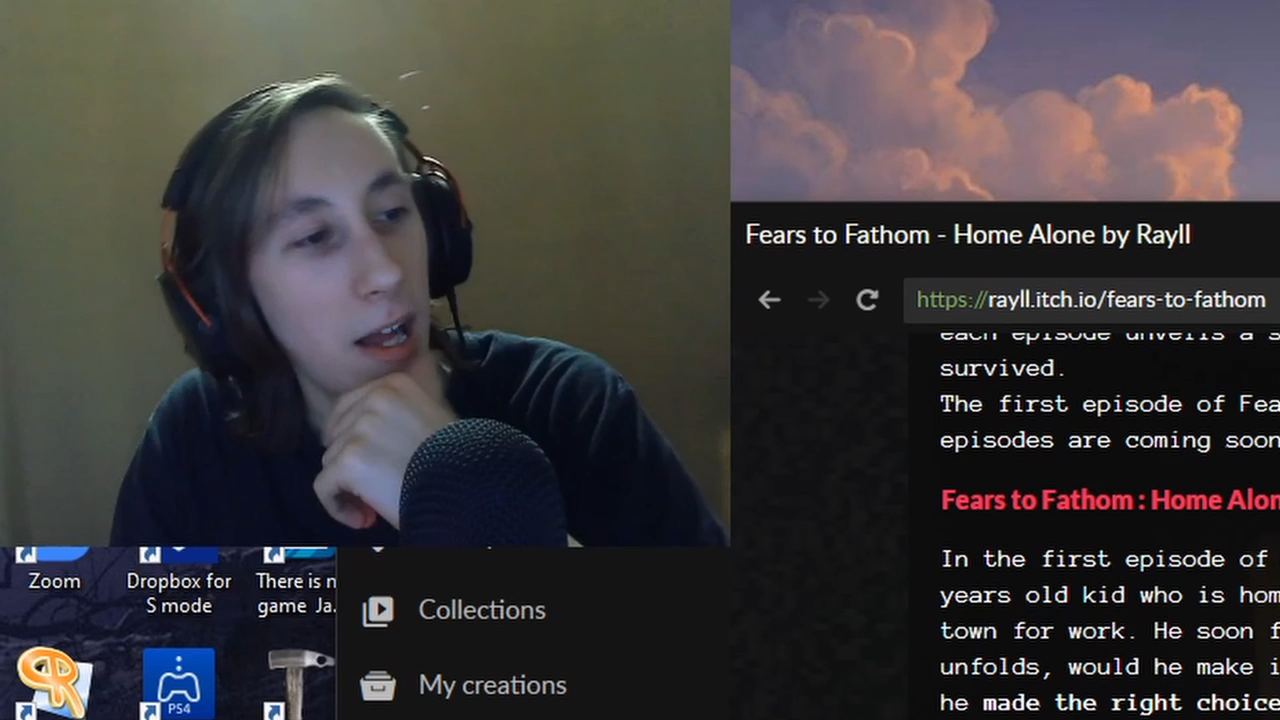 Fears to Fathom - Home Alone by Rayll
https://rayll.itch.io/fears-to-fathom
each episode unveils a s
survived.
The first episode of Fea
episodes are coming soon
Fears to Fathom : Home Alon
In the first episode of
years old kid who is hom
town for work. He soon f
unfolds, would he make i
he made the right choice
Zoom
Dropbox for
S mode
There is n
game Ja.
Collections
My creations
PS4